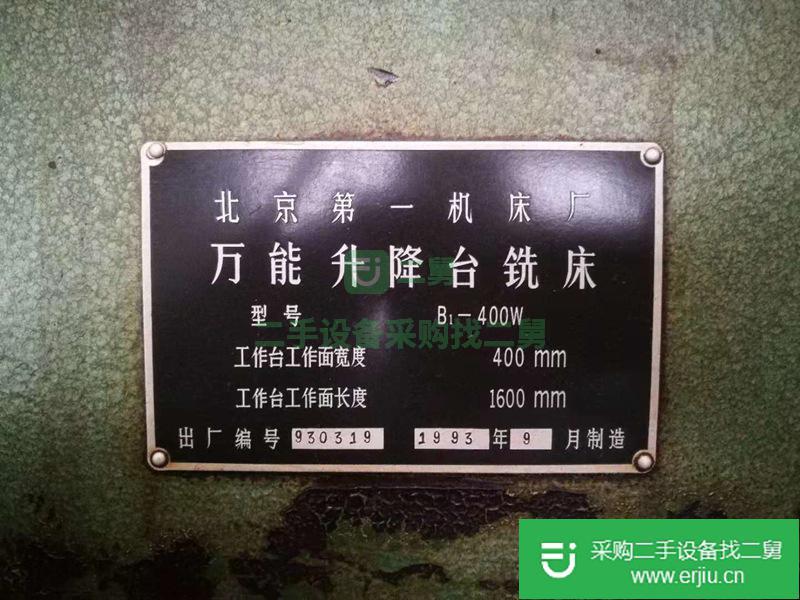 北京第一机床厂
万能升降台铣床
型号 B₁-400W
二舅
二手设备采购找二舅
工作台工作面宽度 400 mm
工作台工作面长度 1600 mm
出厂编号 930319 1993 年 9 月制造
采购二手设备找二舅
www.erjiu.cn